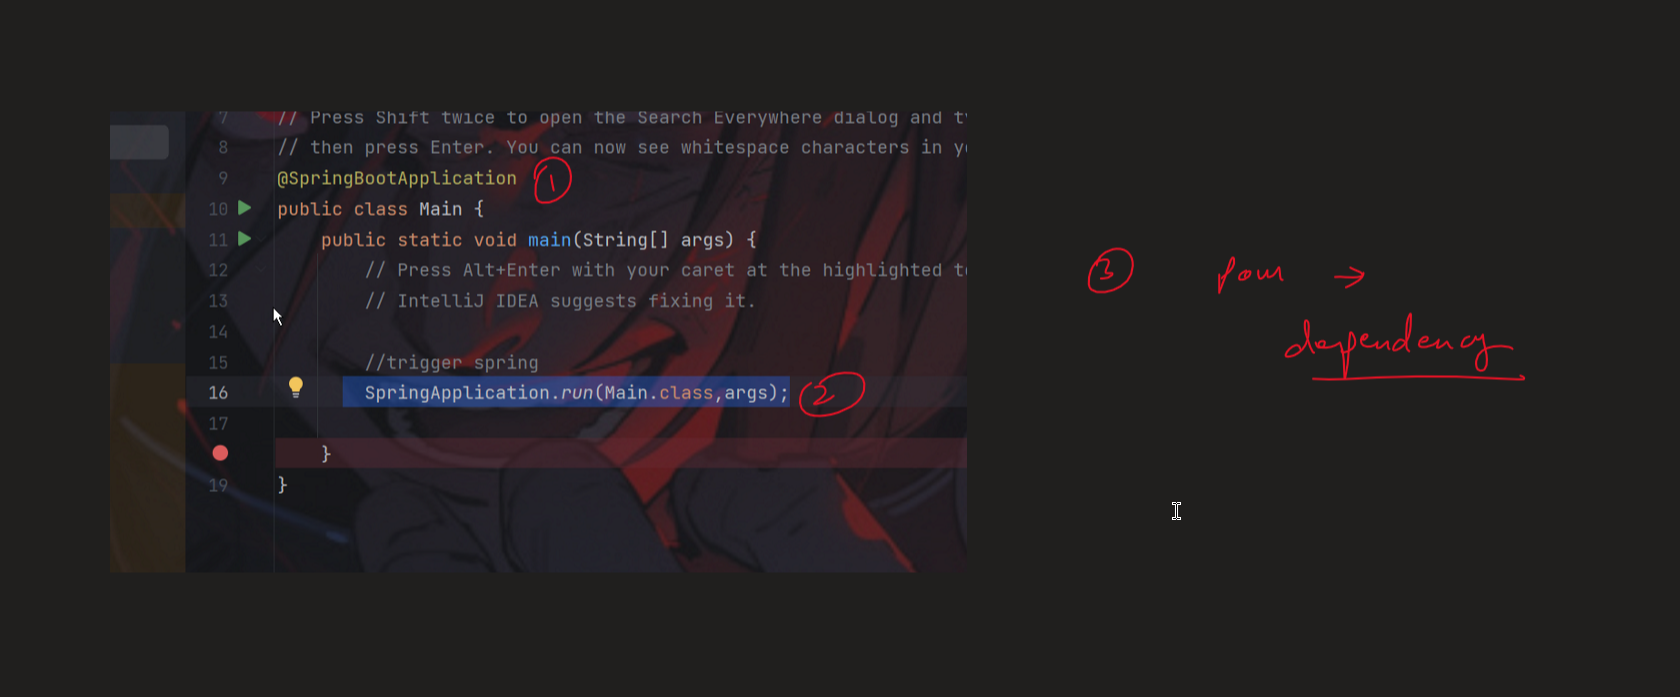 7 // Press Shift twice to open the Search Everywhere dialog and ty
8 // then press Enter. You can now see whitespace characters in yo
9 @SpringBootApplication 1
10 public class Main {
11 public static void main(String[] args) {
12 // Press Alt+Enter with your caret at the highlighted te
13 // IntelliJ IDEA suggests fixing it.
14
15 //trigger spring
16 SpringApplication.run(Main.class,args); 2
17
}
19 }
3 pom →
dependency